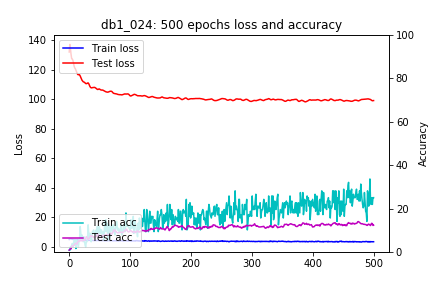 db1_024: 500 epochs loss and accuracy
140
120
100
80
60
40
20
0
Loss
Train loss
Test loss
Train acc
Test acc
0
100
200
300
400
500
100
80
60
40
20
0
Accuracy